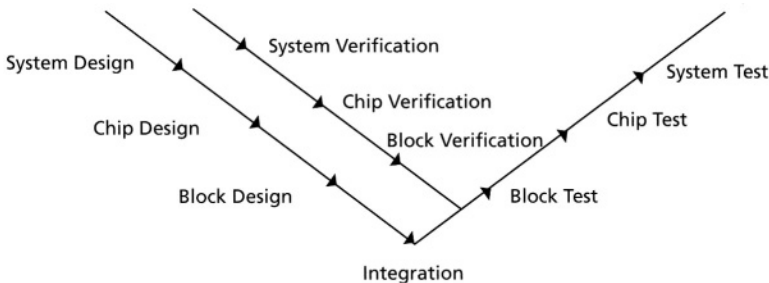 System Verification
System Design
System Test
Chip Verification
Chip Design
Chip Test
Block Verification
Block Design
Block Test
Integration